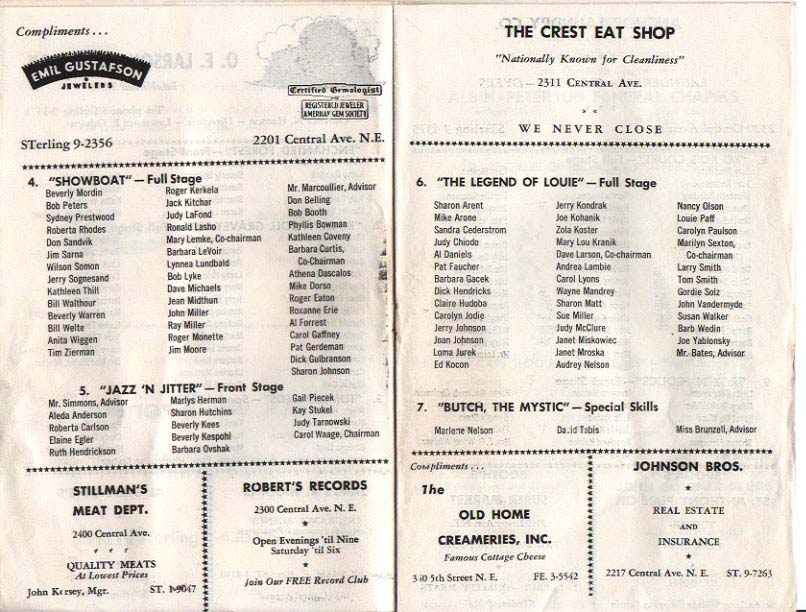 Compliments . . .
EMIL GUSTAFSON
JEWELERS
Certified Gemologist
REGISTERED JEWELER
AMERICAN GEM SOCIETY
STerling 9-2356
2201 Central Ave. N.E.
4. "SHOWBOAT" — Full Stage
Beverly Mordin
Bob Peters
Sydney Prestwood
Roberta Rhodes
Don Sandvik
Jim Sarna
Wilson Somon
Jerry Sognesand
Kathleen Thill
Bill Walthour
Beverly Warren
Bill Welte
Anita Wiggen
Tim Zierman
Roger Kerkela
Jack Kitchar
Judy LaFond
Ronald Lasho
Mary Lemke, Co-chairman
Barbara LeVoir
Lynnea Lundbald
Bob Lyke
Dave Michaels
Jean Midthun
John Miller
Ray Miller
Roger Monette
Jim Moore
Mr. Marcoullier, Advisor
Don Belling
Bob Booth
Phyllis Bowman
Kathleen Coveny
Barbara Curtis,
Co-Chairman
Athena Dascalos
Mike Dorso
Roger Eaton
Roxanne Erie
Al Forrest
Carol Gaffney
Pat Gerdeman
Dick Gulbranson
Sharon Johnson
5. "JAZZ 'N JITTER" — Front Stage
Mr. Simmons, Advisor
Aleda Anderson
Roberta Carlson
Elaine Egler
Ruth Hendrickson
Marlys Herman
Sharon Hutchins
Beverly Kees
Beverly Kespohl
Barbara Ovshak
Gail Piecek
Kay Stukel
Judy Tarnowski
Carol Waage, Chairman
STILLMAN'S
MEAT DEPT.
2400 Central Ave.
QUALITY MEATS
At Lowest Prices
John Kersey, Mgr. ST. 1-9047
ROBERT'S RECORDS
2300 Central Ave. N. E.
Open Evenings 'til Nine
Saturday 'til Six
Join Our FREE Record Club
THE CREST EAT SHOP
"Nationally Known for Cleanliness"
— 2311 CENTRAL AVE.
WE NEVER CLOSE
6. "THE LEGEND OF LOUIE" — Full Stage
Sharon Arent
Mike Arone
Sandra Cederstrom
Judy Chiodo
Al Daniels
Pat Faucher
Barbara Gacek
Dick Hendricks
Claire Hudoba
Carolyn Jodie
Jerry Johnson
Joan Johnson
Loma Jurek
Ed Kocon
Jerry Kondrak
Joe Kohanik
Zola Koster
Mary Lou Kranik
Dave Larson, Co-chairman
Andrea Lambie
Carol Lyons
Wayne Mandrey
Sharon Matt
Sue Miller
Judy McClure
Janet Miskowiec
Janet Mroska
Audrey Nelson
Nancy Olson
Louie Paff
Carolyn Paulson
Marilyn Sexton,
Co-chairman
Larry Smith
Tom Smith
Gordie Solz
John Vandermyde
Susan Walker
Barb Wedin
Joe Yablonsky
Mr. Bates, Advisor
7. "BUTCH, THE MYSTIC" — Special Skills
Marlene Nelson
David Tabis
Miss Brunzell, Advisor
Compliments . . .
The
OLD HOME
CREAMERIES, INC.
Famous Cottage Cheese
5th Street N. E. FE. 3-5542
JOHNSON BROS.
REAL ESTATE
AND
INSURANCE
2217 Central Ave. N. E. ST. 9-7263